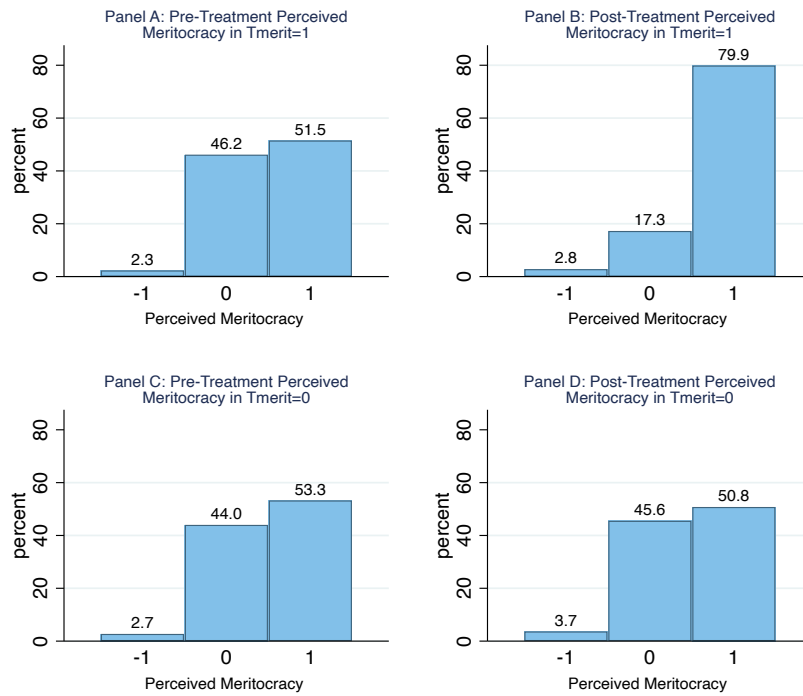 Panel A: Pre-Treatment Perceived
Meritocracy in Tmerit=1
percent
80
60
40
20
0
2.3
46.2
51.5
-1 0 1
Perceived Meritocracy
Panel B: Post-Treatment Perceived
Meritocracy in Tmerit=1
percent
80
60
40
20
0
2.8
17.3
79.9
-1 0 1
Perceived Meritocracy
Panel C: Pre-Treatment Perceived
Meritocracy in Tmerit=0
percent
80
60
40
20
0
2.7
44.0
53.3
-1 0 1
Perceived Meritocracy
Panel D: Post-Treatment Perceived
Meritocracy in Tmerit=0
percent
80
60
40
20
0
3.7
45.6
50.8
-1 0 1
Perceived Meritocracy